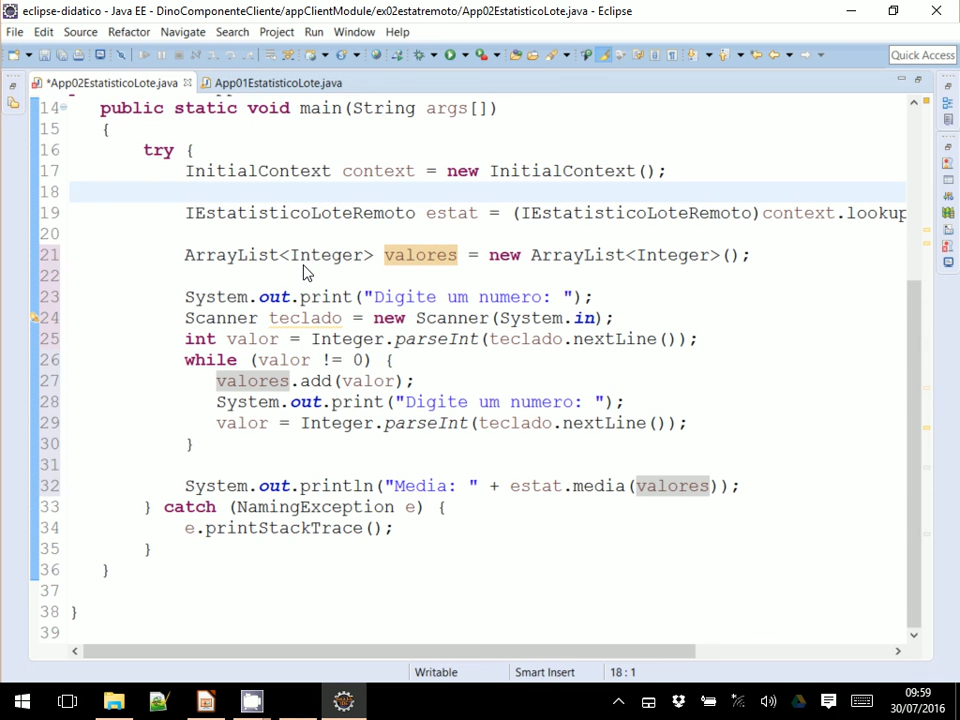 eclipse-didatico - Java EE - DinoComponenteCliente/appClientModule/ex02estatremoto/App02EstatisticoLote.java - Eclipse
File Edit Source Refactor Navigate Search Project Run Window Help
Quick Access
*App02EstatisticoLote.java App01EstatisticoLote.java
14 public static void main(String args[])
15 {
16 try {
17 InitialContext context = new InitialContext();
18
19 IEstatisticoLoteRemoto estat = (IEstatisticoLoteRemoto)context.lookup
20
21 ArrayList<Integer> valores = new ArrayList<Integer>();
22
23 System.out.print("Digite um numero: ");
24 Scanner teclado = new Scanner(System.in);
25 int valor = Integer.parseInt(teclado.nextLine());
26 while (valor != 0) {
27 valores.add(valor);
28 System.out.print("Digite um numero: ");
29 valor = Integer.parseInt(teclado.nextLine());
30 }
31
32 System.out.println("Media: " + estat.media(valores));
33 } catch (NamingException e) {
34 e.printStackTrace();
35 }
36 }
37
38 }
39
Writable Smart Insert 18 : 1
09:59
30/07/2016